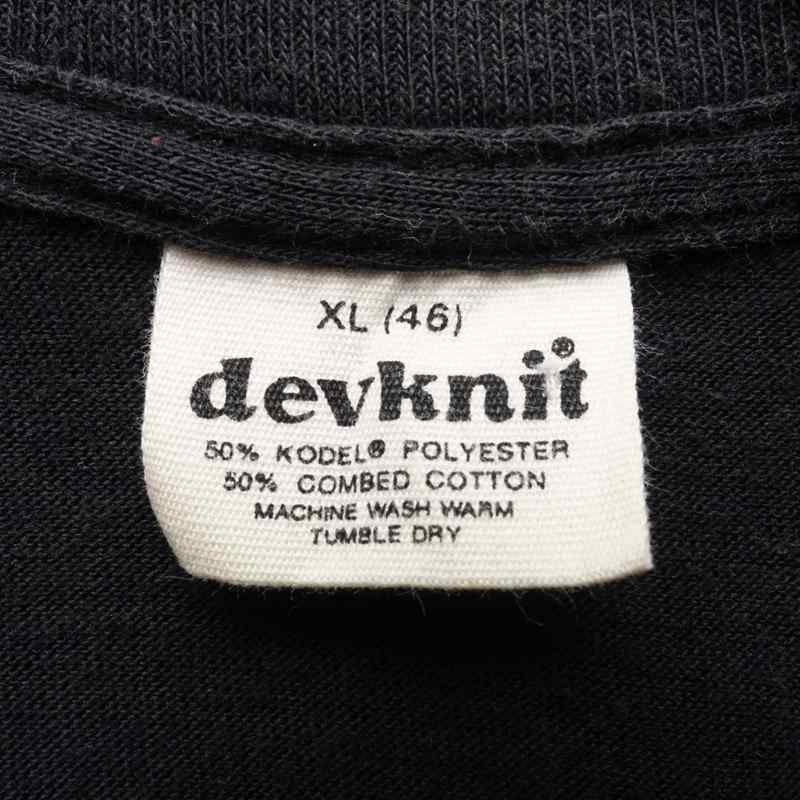 XL (46)
devknit®
50% KODEL® POLYESTER
50% COMBED COTTON
MACHINE WASH WARM
TUMBLE DRY